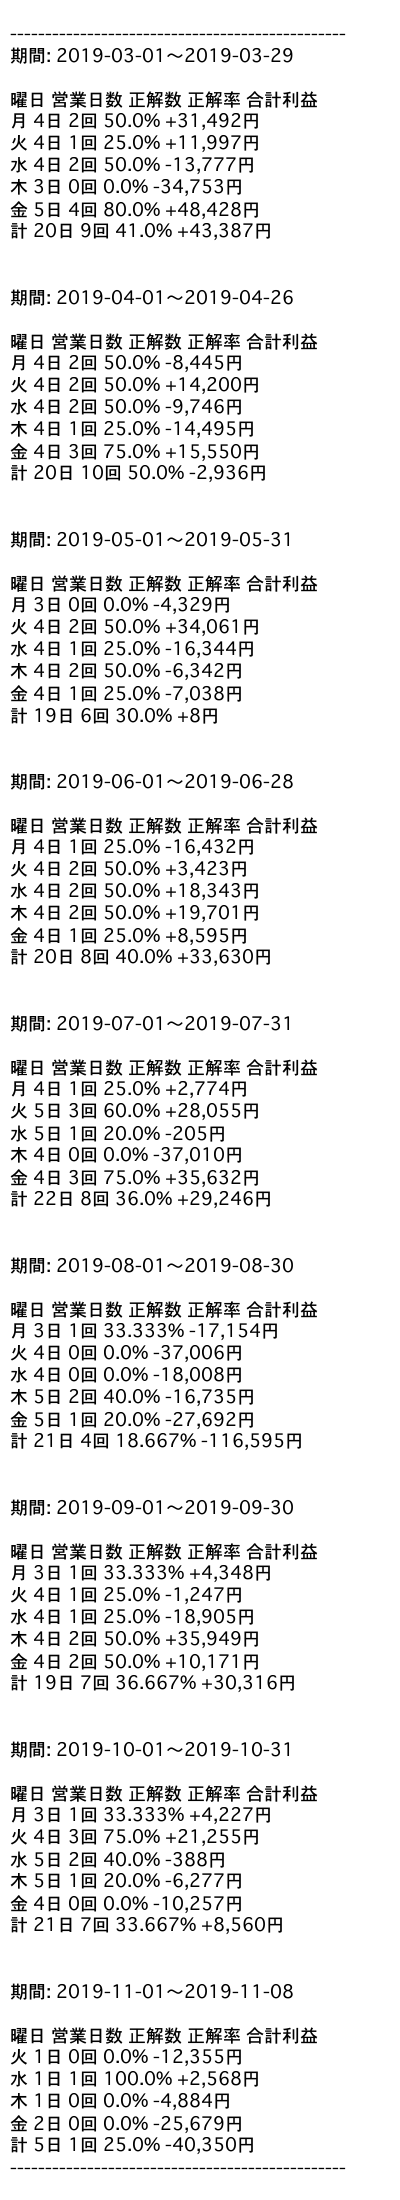 ------------------------------------------------
期間: 2019-03-01〜2019-03-29
曜日 営業日数 正解数 正解率 合計利益
月 4日 2回 50.0% +31,492円
火 4日 1回 25.0% +11,997円
水 4日 2回 50.0% -13,777円
木 3日 0回 0.0% -34,753円
金 5日 4回 80.0% +48,428円
計 20日 9回 41.0% +43,387円
期間: 2019-04-01〜2019-04-26
曜日 営業日数 正解数 正解率 合計利益
月 4日 2回 50.0% -8,445円
火 4日 2回 50.0% +14,200円
水 4日 2回 50.0% -9,746円
木 4日 1回 25.0% -14,495円
金 4日 3回 75.0% +15,550円
計 20日 10回 50.0% -2,936円
期間: 2019-05-01〜2019-05-31
曜日 営業日数 正解数 正解率 合計利益
月 3日 0回 0.0% -4,329円
火 4日 2回 50.0% +34,061円
水 4日 1回 25.0% -16,344円
木 4日 2回 50.0% -6,342円
金 4日 1回 25.0% -7,038円
計 19日 6回 30.0% +8円
期間: 2019-06-01〜2019-06-28
曜日 営業日数 正解数 正解率 合計利益
月 4日 1回 25.0% -16,432円
火 4日 2回 50.0% +3,423円
水 4日 2回 50.0% +18,343円
木 4日 2回 50.0% +19,701円
金 4日 1回 25.0% +8,595円
計 20日 8回 40.0% +33,630円
期間: 2019-07-01〜2019-07-31
曜日 営業日数 正解数 正解率 合計利益
月 4日 1回 25.0% +2,774円
火 5日 3回 60.0% +28,055円
水 5日 1回 20.0% -205円
木 4日 0回 0.0% -37,010円
金 4日 3回 75.0% +35,632円
計 22日 8回 36.0% +29,246円
期間: 2019-08-01〜2019-08-30
曜日 営業日数 正解数 正解率 合計利益
月 3日 1回 33.333% -17,154円
火 4日 0回 0.0% -37,006円
水 4日 0回 0.0% -18,008円
木 5日 2回 40.0% -16,735円
金 5日 1回 20.0% -27,692円
計 21日 4回 18.667% -116,595円
期間: 2019-09-01〜2019-09-30
曜日 営業日数 正解数 正解率 合計利益
月 3日 1回 33.333% +4,348円
火 4日 1回 25.0% -1,247円
水 4日 1回 25.0% -18,905円
木 4日 2回 50.0% +35,949円
金 4日 2回 50.0% +10,171円
計 19日 7回 36.667% +30,316円
期間: 2019-10-01〜2019-10-31
曜日 営業日数 正解数 正解率 合計利益
月 3日 1回 33.333% +4,227円
火 4日 3回 75.0% +21,255円
水 5日 2回 40.0% -388円
木 5日 1回 20.0% -6,277円
金 4日 0回 0.0% -10,257円
計 21日 7回 33.667% +8,560円
期間: 2019-11-01〜2019-11-08
曜日 営業日数 正解数 正解率 合計利益
火 1日 0回 0.0% -12,355円
水 1日 1回 100.0% +2,568円
木 1日 0回 0.0% -4,884円
金 2日 0回 0.0% -25,679円
計 5日 1回 25.0% -40,350円
------------------------------------------------